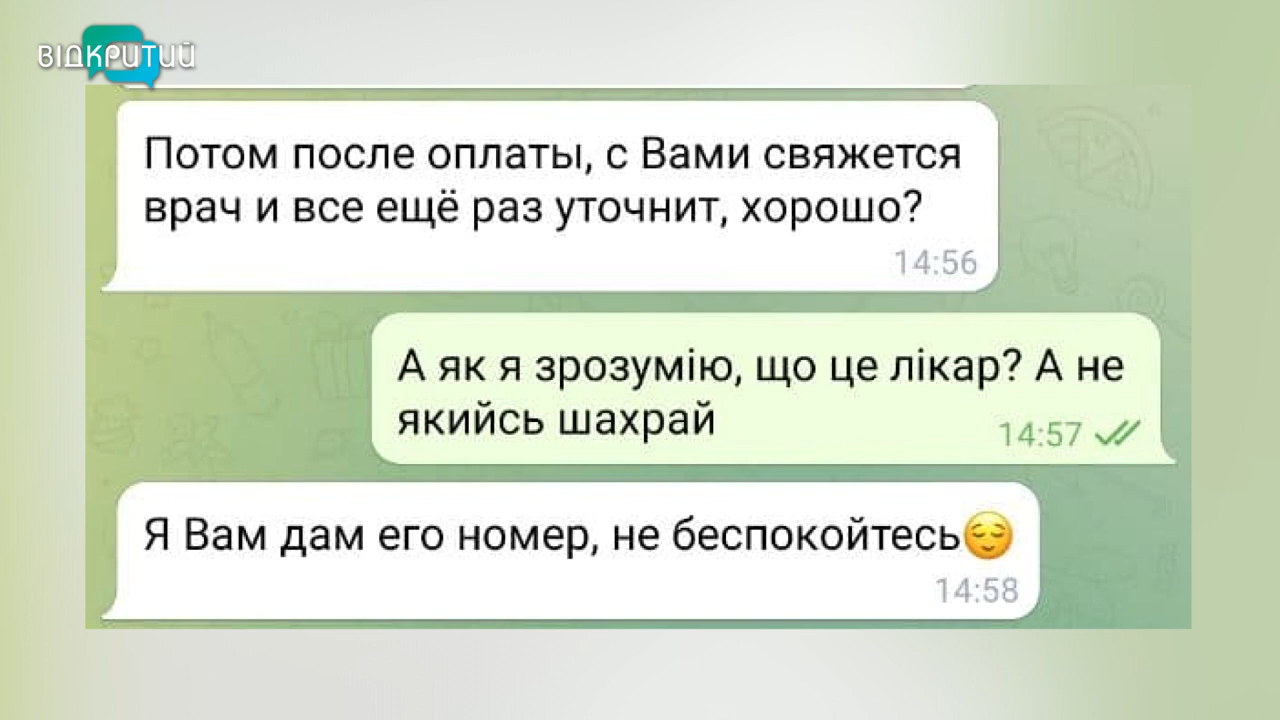 ВІДКРИТИЙ
Потом после оплаты, с Вами свяжется
врач и все ещё раз уточнит, хорошо?
14:56
А як я зрозумію, що це лікар? А не
якийсь шахрай
14:57
Я Вам дам его номер, не беспокойтесь😌
14:58